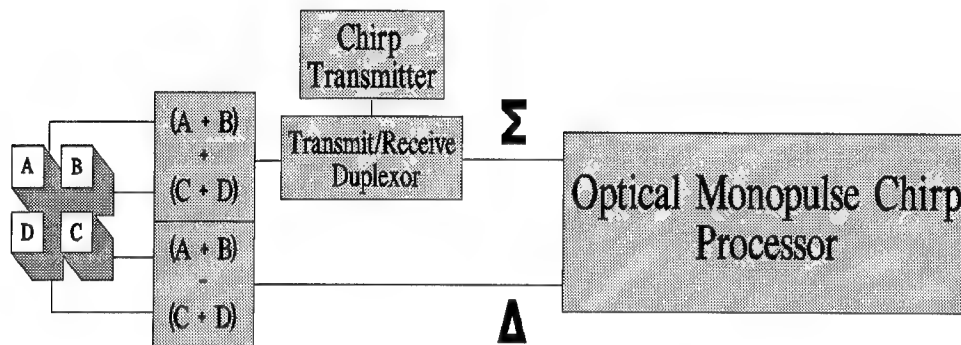 Chirp
Transmitter
Transmit/Receive
Duplexor
(A + B)
+
(C + D)
(A + B)
-
(C + D)
A
B
D
C
Σ
Δ
Optical Monopulse Chirp
Processor